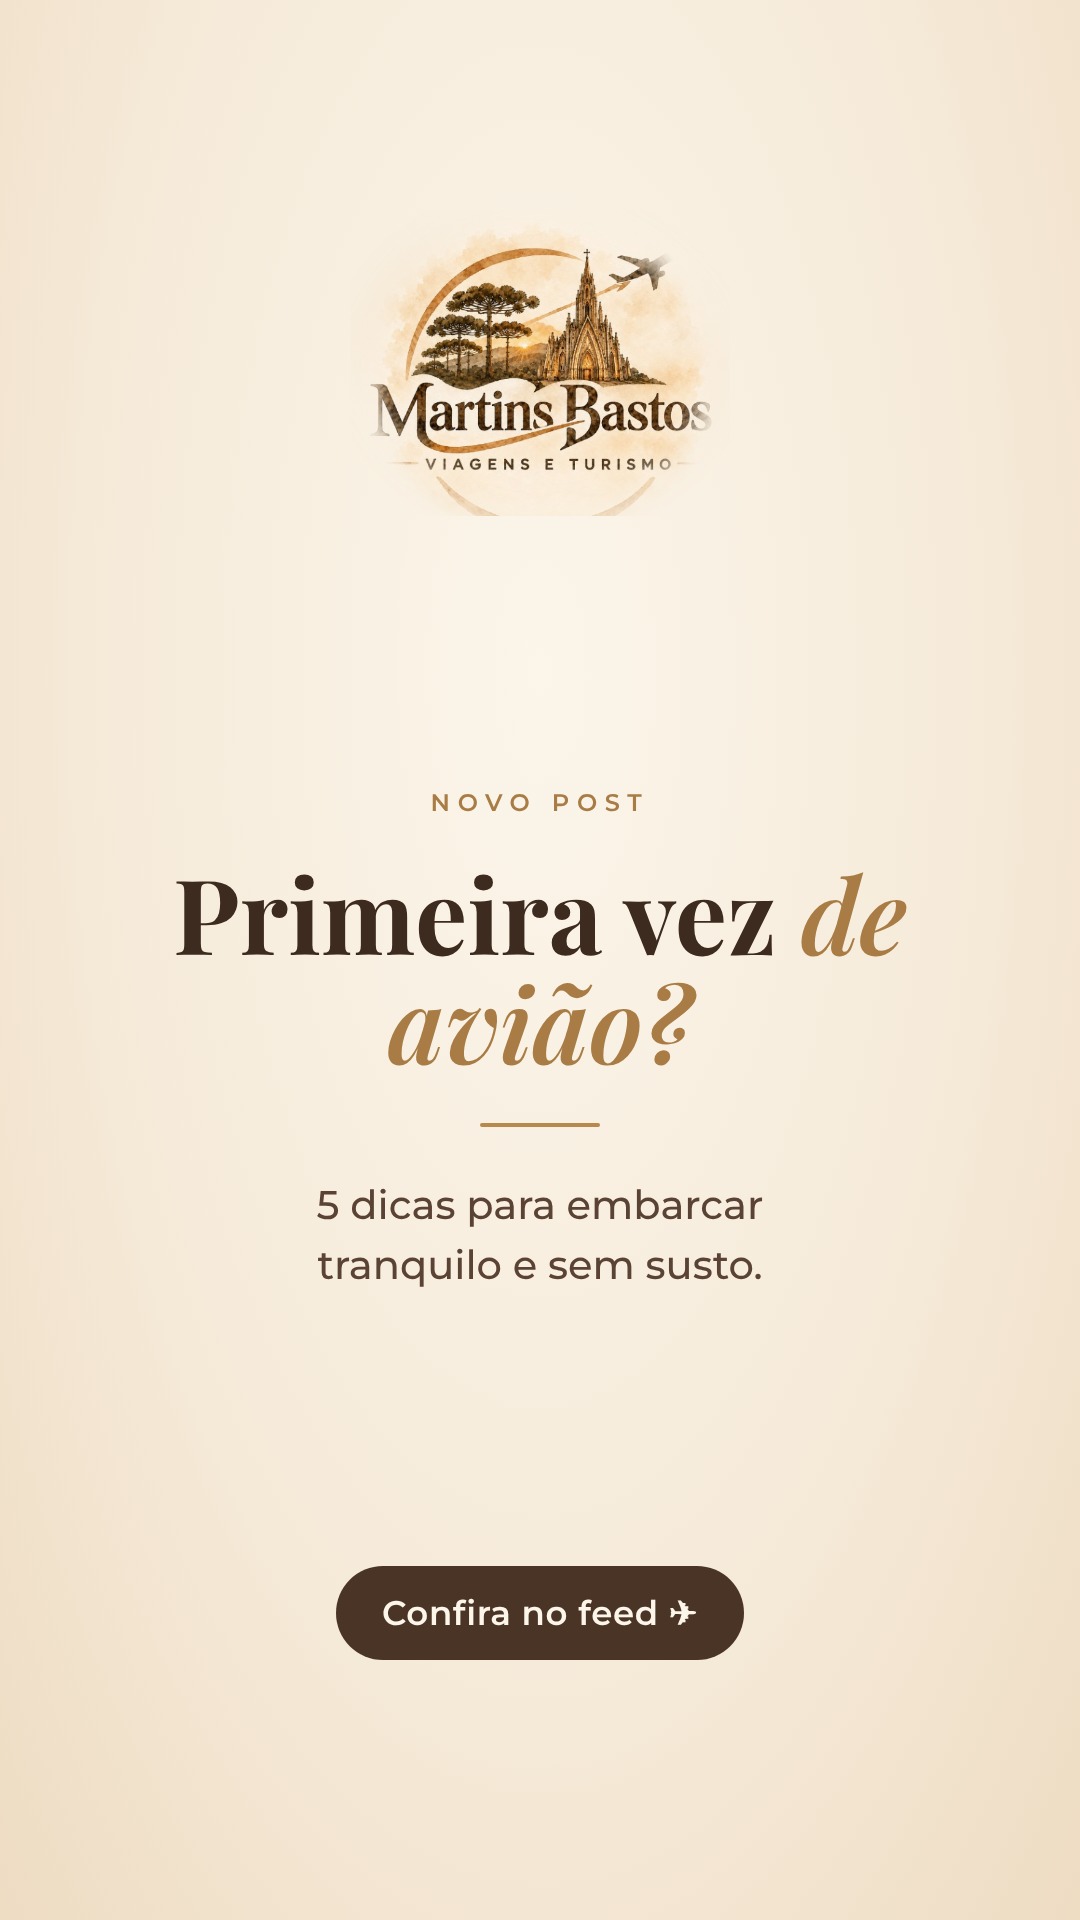 Martins Bastos
VIAGENS E TURISMO
NOVO POST
Primeira vez de
avião?
5 dicas para embarcar
tranquilo e sem susto.
Confira no feed ✈